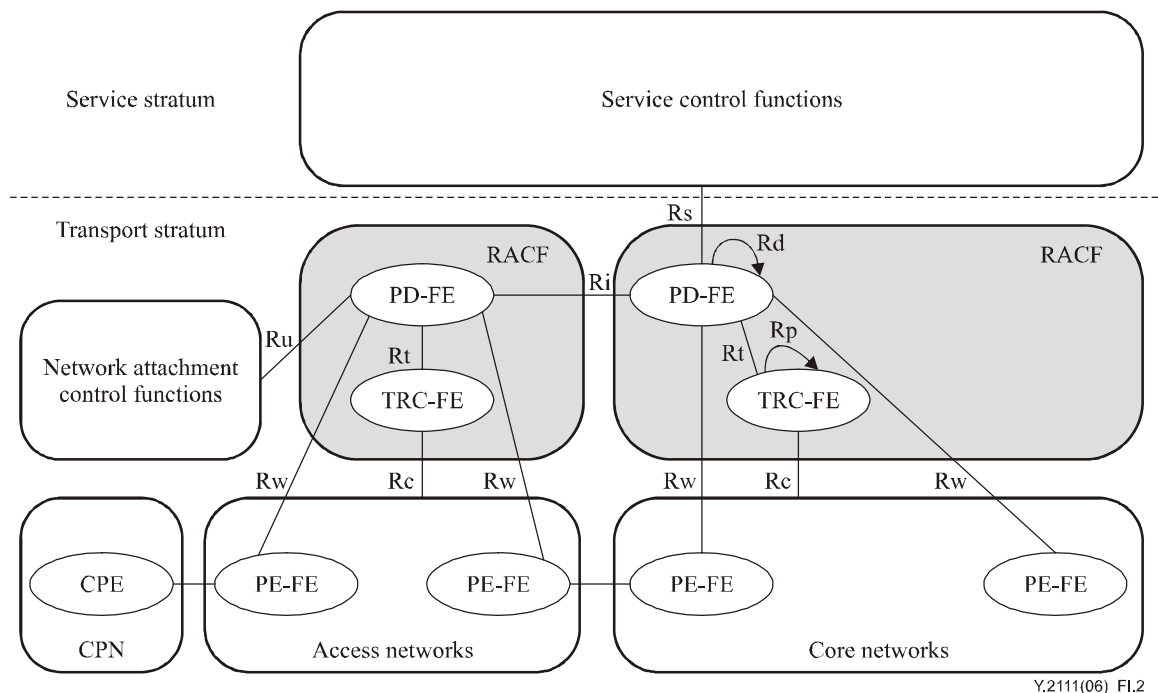 Service stratum
Service control functions
Transport stratum
Rs
RACF
Rd
RACF
PD-FE
Ri
PD-FE
Ru
Rt
Rt
Rp
Network attachment
control functions
TRC-FE
TRC-FE
Rw
Rc
Rw
Rw
Rc
Rw
CPE
PE-FE
PE-FE
PE-FE
PE-FE
CPN
Access networks
Core networks
Y.2111(06)_FI.2